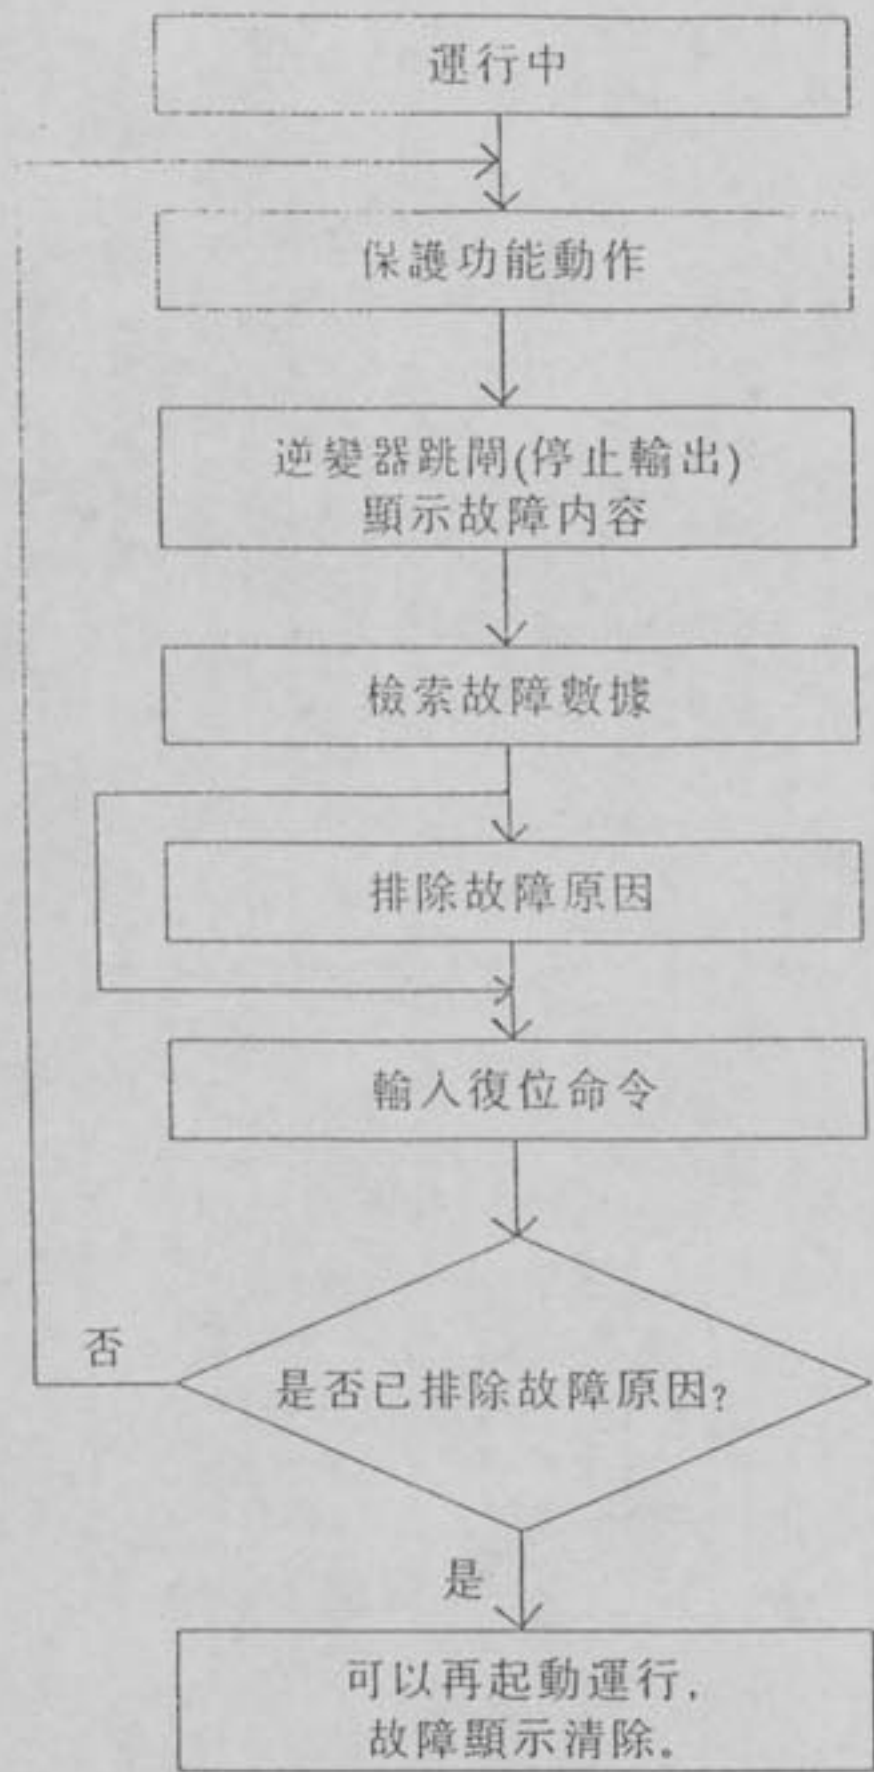 運行中
保護功能動作
逆變器跳閘(停止輸出)
顯示故障内容
檢索故障數據
排除故障原因
輸入復位命令
否
是否已排除故障原因?
是
可以再起動運行,
故障顯示清除。